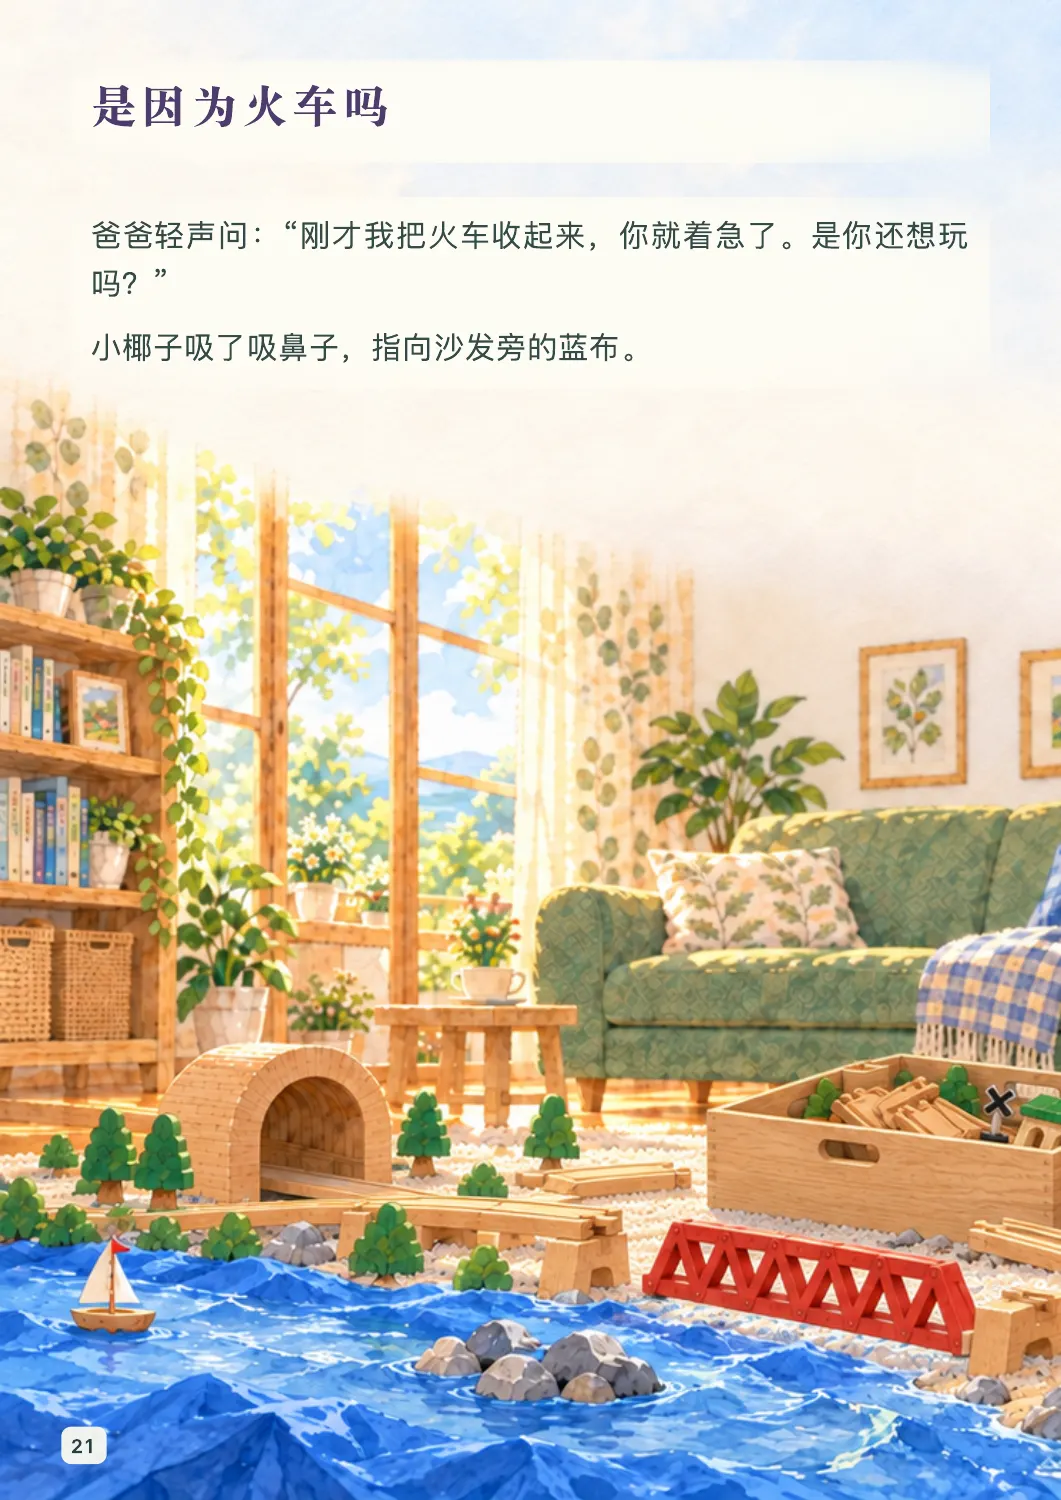 是因为火车吗
爸爸轻声问：“刚才我把火车收起来，你就着急了。是你还想玩
吗？”
小椰子吸了吸鼻子，指向沙发旁的蓝布。
21